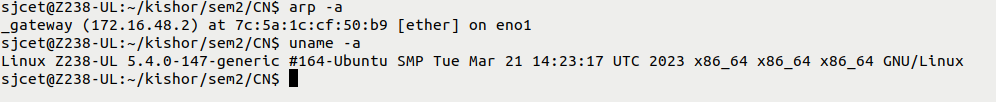 sjcet@Z238-UL:~/kishor/sem2/CN$ arp -a
_gateway (172.16.48.2) at 7c:5a:1c:cf:50:b9 [ether] on eno1
sjcet@Z238-UL:~/kishor/sem2/CN$ uname -a
Linux Z238-UL 5.4.0-147-generic #164-Ubuntu SMP Tue Mar 21 14:23:17 UTC 2023 x86_64 x86_64 x86_64 GNU/Linux
sjcet@Z238-UL:~/kishor/sem2/CN$